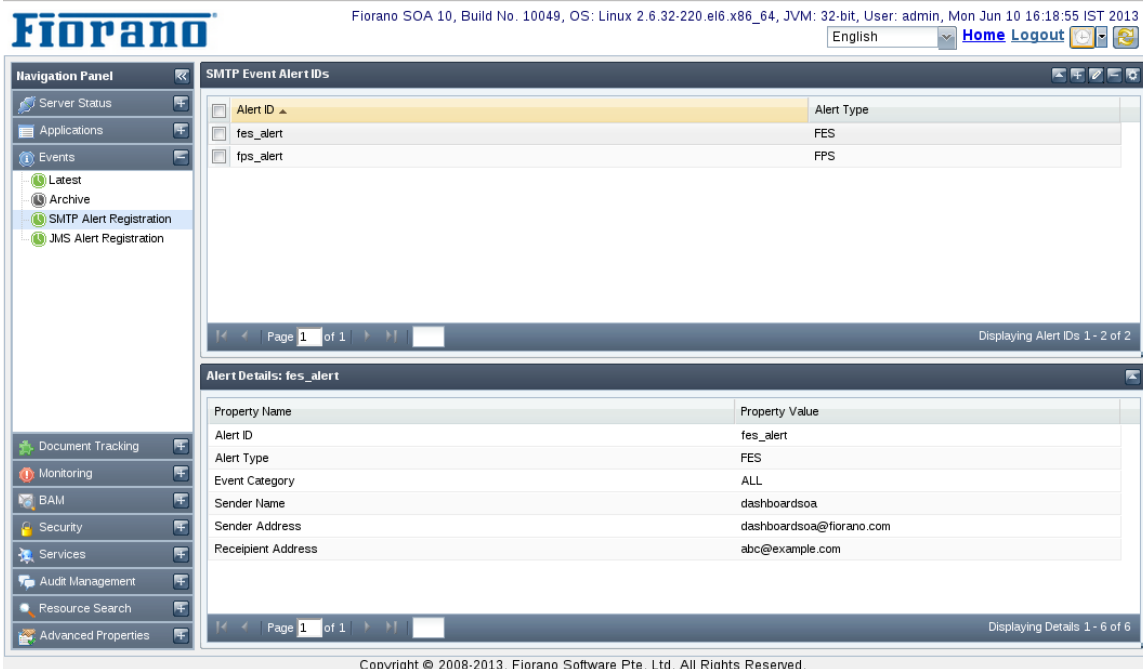 Fiorano
Fiorano SOA 10, Build No. 10049, OS: Linux 2.6.32-220.el6.x86_64, JVM: 32-bit, User: admin, Mon Jun 10 16:18:55 IST 2013
English Home Logout
Navigation Panel
Server Status
Applications
Events
Latest
Archive
SMTP Alert Registration
JMS Alert Registration
Document Tracking
Monitoring
BAM
Security
Services
Audit Management
Resource Search
Advanced Properties
SMTP Event Alert IDs
Alert ID Alert Type
fes_alert FES
fps_alert FPS
Page 1 of 1 Displaying Alert IDs 1 - 2 of 2
Alert Details: fes_alert
Property Name Property Value
Alert ID fes_alert
Alert Type FES
Event Category ALL
Sender Name dashboardsoa
Sender Address dashboardsoa@fiorano.com
Receipient Address abc@example.com
Page 1 of 1 Displaying Details 1 - 6 of 6
Copyright © 2008-2013, Fiorano Software Pte. Ltd. All Rights Reserved.